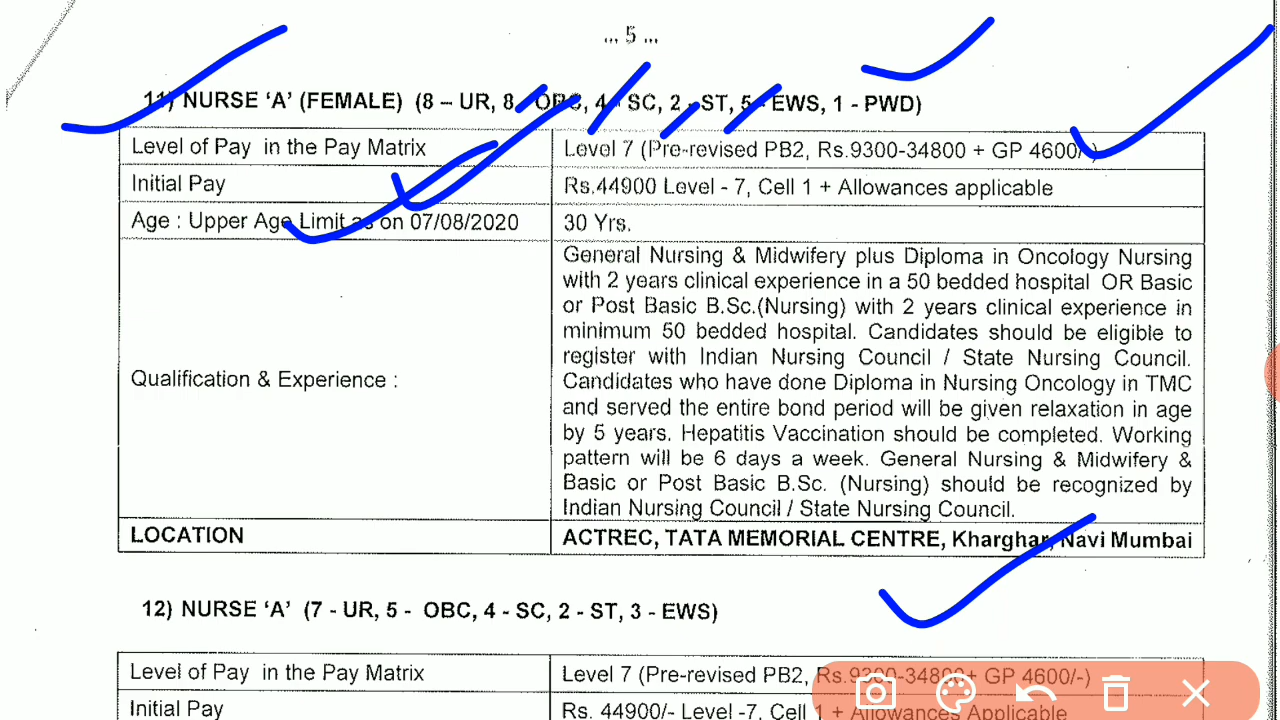 ... 5 ...
11) NURSE ‘A’ (FEMALE) (8 – UR, 8 - OBC, 4 - SC, 2 - ST, 5 - EWS, 1 - PWD)
Level of Pay in the Pay Matrix
Level 7 (Pre-revised PB2, Rs.9300-34800 + GP 4600/-)
Initial Pay
Rs.44900 Level - 7, Cell 1 + Allowances applicable
Age : Upper Age Limit as on 07/08/2020
30 Yrs.
Qualification & Experience :
General Nursing & Midwifery plus Diploma in Oncology Nursing
with 2 years clinical experience in a 50 bedded hospital OR Basic
or Post Basic B.Sc.(Nursing) with 2 years clinical experience in
minimum 50 bedded hospital. Candidates should be eligible to
register with Indian Nursing Council / State Nursing Council.
Candidates who have done Diploma in Nursing Oncology in TMC
and served the entire bond period will be given relaxation in age
by 5 years. Hepatitis Vaccination should be completed. Working
pattern will be 6 days a week. General Nursing & Midwifery &
Basic or Post Basic B.Sc. (Nursing) should be recognized by
Indian Nursing Council / State Nursing Council.
LOCATION
ACTREC, TATA MEMORIAL CENTRE, Kharghar, Navi Mumbai
12) NURSE ‘A’ (7 - UR, 5 - OBC, 4 - SC, 2 - ST, 3 - EWS)
Level of Pay in the Pay Matrix
Level 7 (Pre-revised PB2, Rs.9300-34800+ GP 4600/-)
Initial Pay
Rs. 44900/- Level -7, Cell 1 + Allowances Applicable